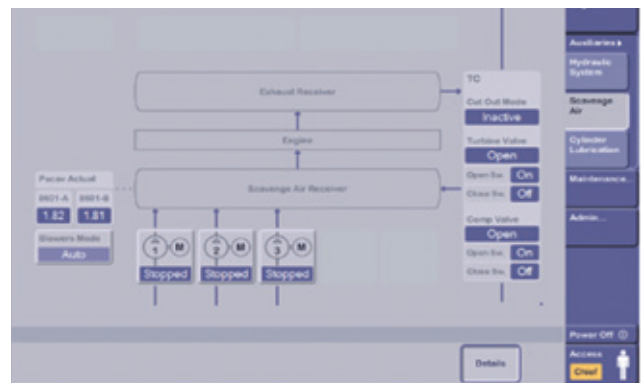 Auxiliaries
Hydraulic
System
Scavenge
Air
Cylinder
Lubrication
Maintenance...
Admin...
Power Off
Access
Chief
Exhaust Receiver
Engine
Scavenge Air Receiver
TC
Cut Out Mode
Inactive
Turbine Valve
Open
Open Sw. On
Close Sw. Off
Comp Valve
Open
Open Sw. On
Close Sw. Off
Pscav Actual
8601-A 8601-B
1.82 1.81
Blowers Mode
Auto
1 M 2 M 3 M
Stopped Stopped Stopped
Details